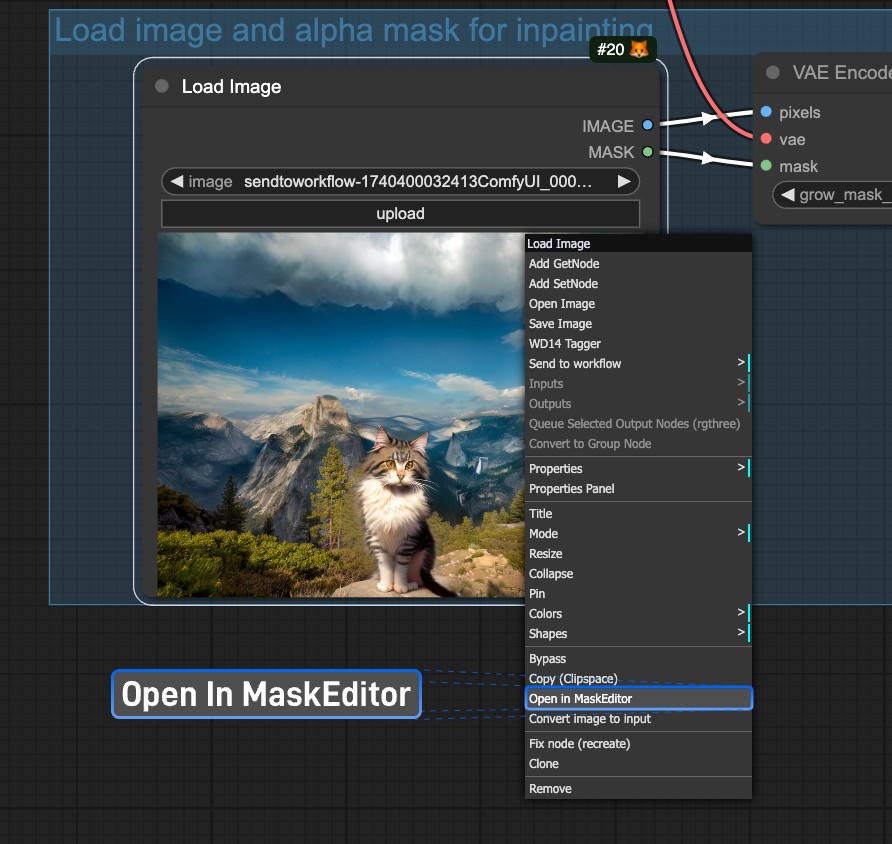 Load image and alpha mask for inpainting
#20 🦊
Load Image
VAE Encode
IMAGE
pixels
MASK
vae
mask
image sendtoworkflow-1740400032413ComfyUI_000…
grow_mask_
upload
Load Image
Add GetNode
Add SetNode
Open Image
Save Image
WD14 Tagger
Send to workflow >
Inputs >
Outputs >
Queue Selected Output Nodes (rgthree)
Convert to Group Node
Properties >
Properties Panel
Title
Mode >
Resize
Collapse
Pin
Colors >
Shapes >
Bypass
Copy (Clipspace)
Open in MaskEditor
Convert image to input
Fix node (recreate)
Clone
Remove
Open In MaskEditor